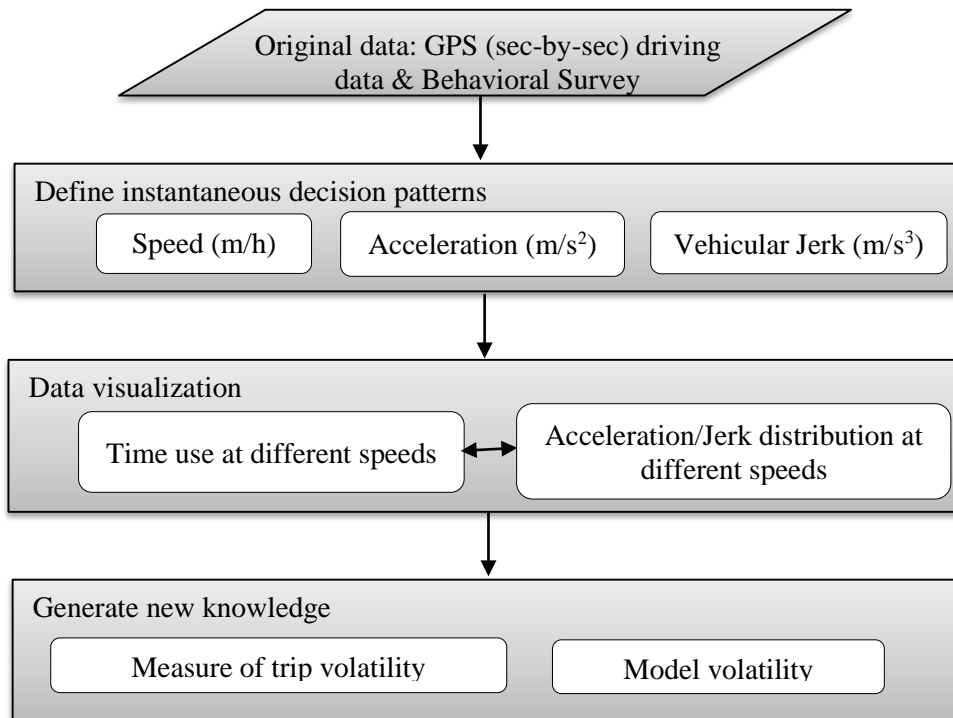 Original data: GPS (sec-by-sec) driving
data & Behavioral Survey
Define instantaneous decision patterns
Speed (m/h)
Acceleration (m/s²)
Vehicular Jerk (m/s³)
Data visualization
Time use at different speeds
Acceleration/Jerk distribution at
different speeds
Generate new knowledge
Measure of trip volatility
Model volatility